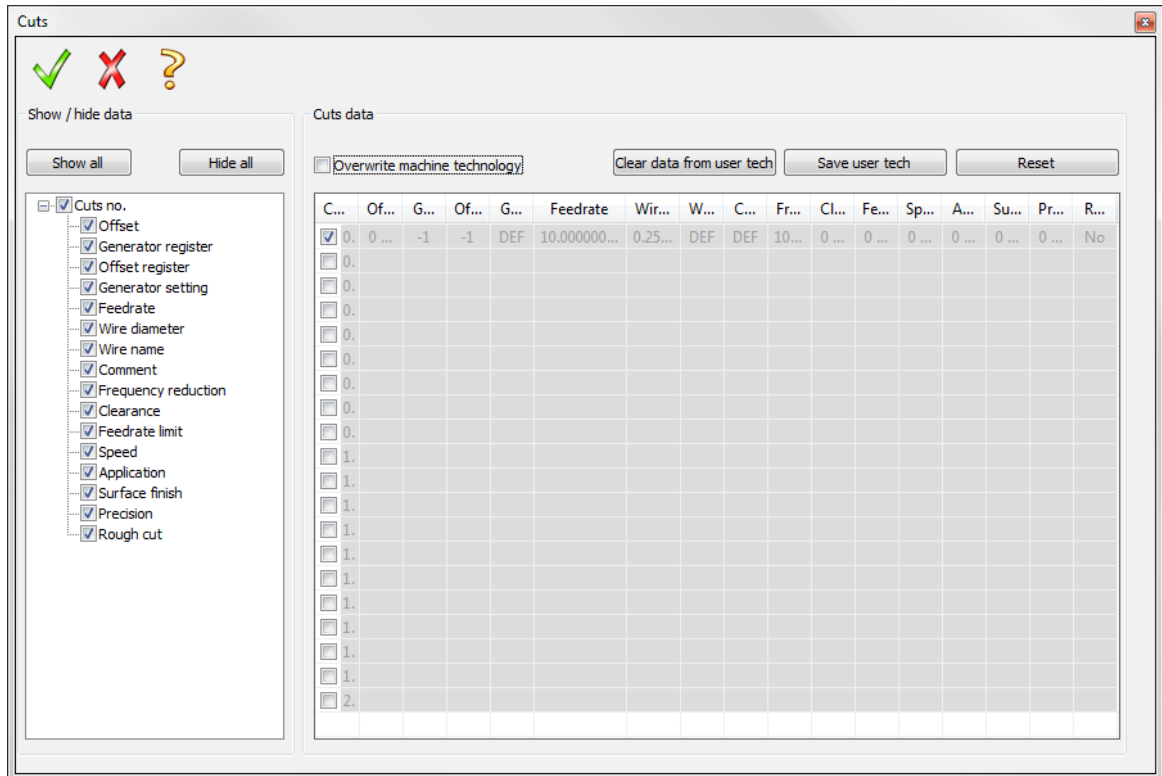 Cuts
Show / hide data
Show all Hide all
Cuts no.
Offset
Generator register
Offset register
Generator setting
Feedrate
Wire diameter
Wire name
Comment
Frequency reduction
Clearance
Feedrate limit
Speed
Application
Surface finish
Precision
Rough cut
Cuts data
Overwrite machine technology Clear data from user tech Save user tech Reset
C... Of... G... Of... G... Feedrate Wir... W... C... Fr... Cl... Fe... Sp... A... Su... Pr... R...
0. 0 ... -1 -1 DEF 10.000000... 0.25... DEF DEF 10... 0 ... 0 ... 0 ... 0 ... 0 ... 0 ... No
0.
0.
0.
0.
0.
0.
0.
0.
1.
1.
1.
1.
1.
1.
1.
1.
1.
1.
2.